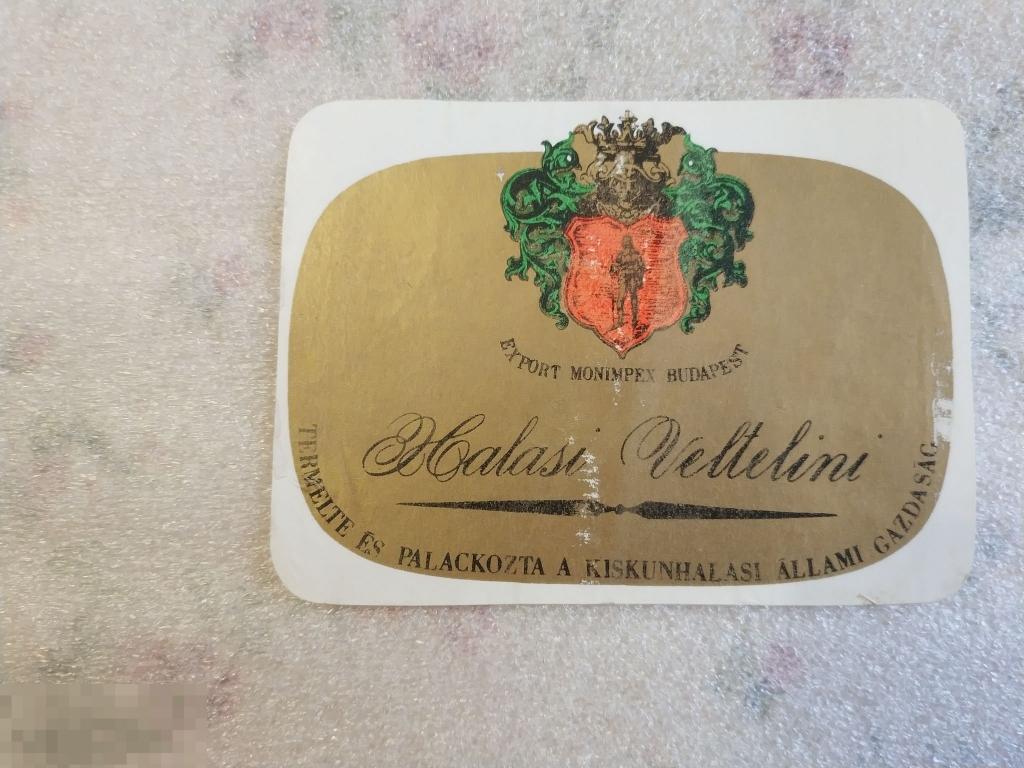 EXPORT MONIMPEX BUDAPEST
Halasi Veltelini
TERMELTE ÉS PALACKOZTA A KISKUNHALASI ÁLLAMI GAZDASÁG